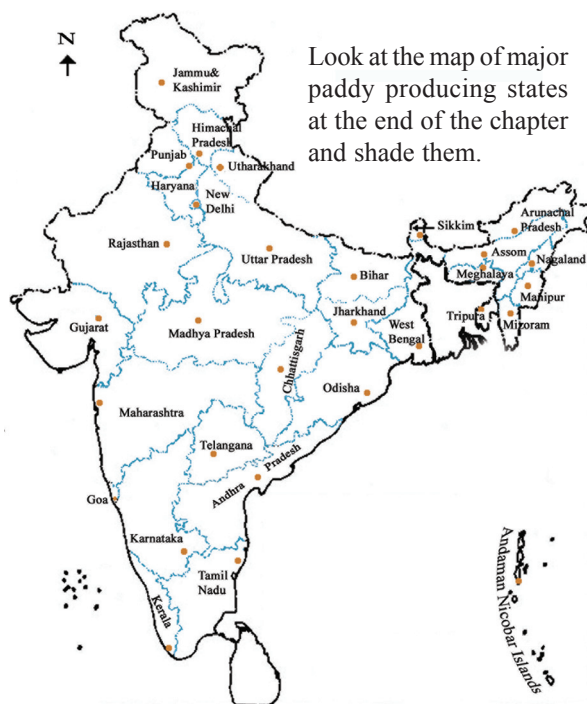 N
Look at the map of major
paddy producing states
at the end of the chapter
and shade them.
Jammu&
Kashimir
Himachal
Pradesh
Punjab
Utharakhand
Haryana
New
Delhi
Rajasthan
Uttar Pradesh
Bihar
Sikkim
Arunachal
Pradesh
Assom
Nagaland
Meghalaya
Manipur
Tripura
Mizoram
Gujarat
Madhya Pradesh
Jharkhand
West
Bengal
Chhattisgarh
Odisha
Maharashtra
Telangana
Andhra Pradesh
Goa
Karnataka
Tamil
Nadu
Kerala
Andaman Nicobar Islands